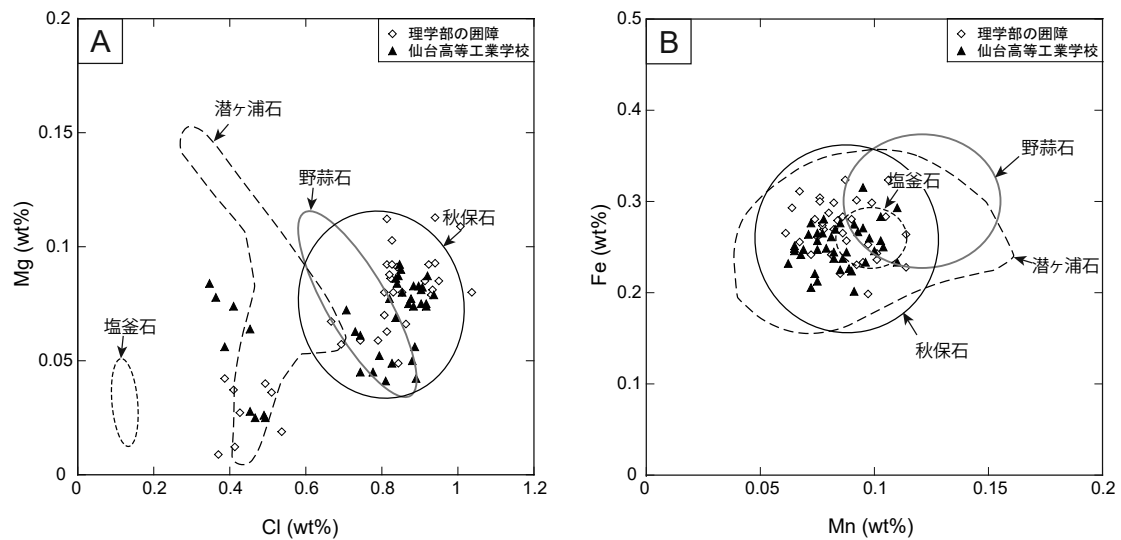 A
理学部の囲障
仙台高等工業学校
潜ヶ浦石
野蒜石
秋保石
塩釜石
0.2
0.15
0.1
0.05
0
Mg (wt%)
0
0.2
0.4
0.6
0.8
1
1.2
Cl (wt%)
B
理学部の囲障
仙台高等工業学校
野蒜石
塩釜石
潜ヶ浦石
秋保石
0.5
0.4
0.3
0.2
0.1
0
Fe (wt%)
0
0.05
0.1
0.15
0.2
Mn (wt%)